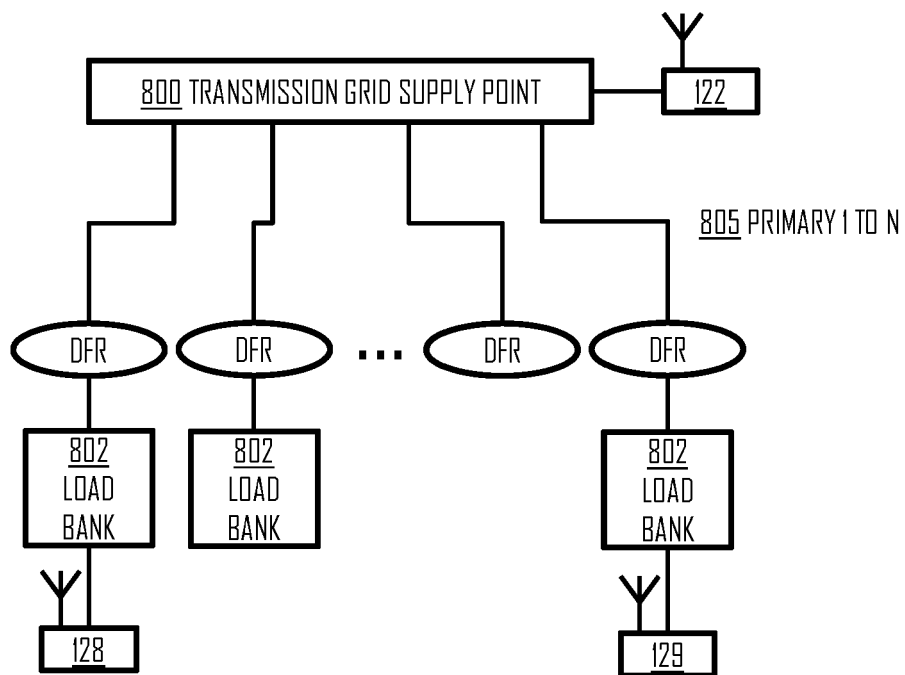 800 TRANSMISSION GRID SUPPLY POINT
122
805 PRIMARY 1 TO N
DFR
DFR
...
DFR
DFR
802
LOAD
BANK
802
LOAD
BANK
802
LOAD
BANK
128
129